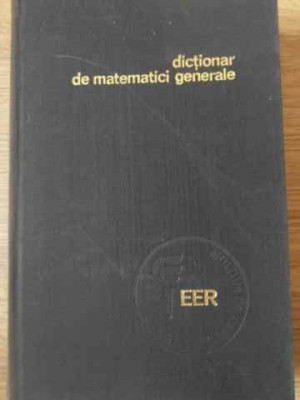 dicționar
de matematici generale
EER